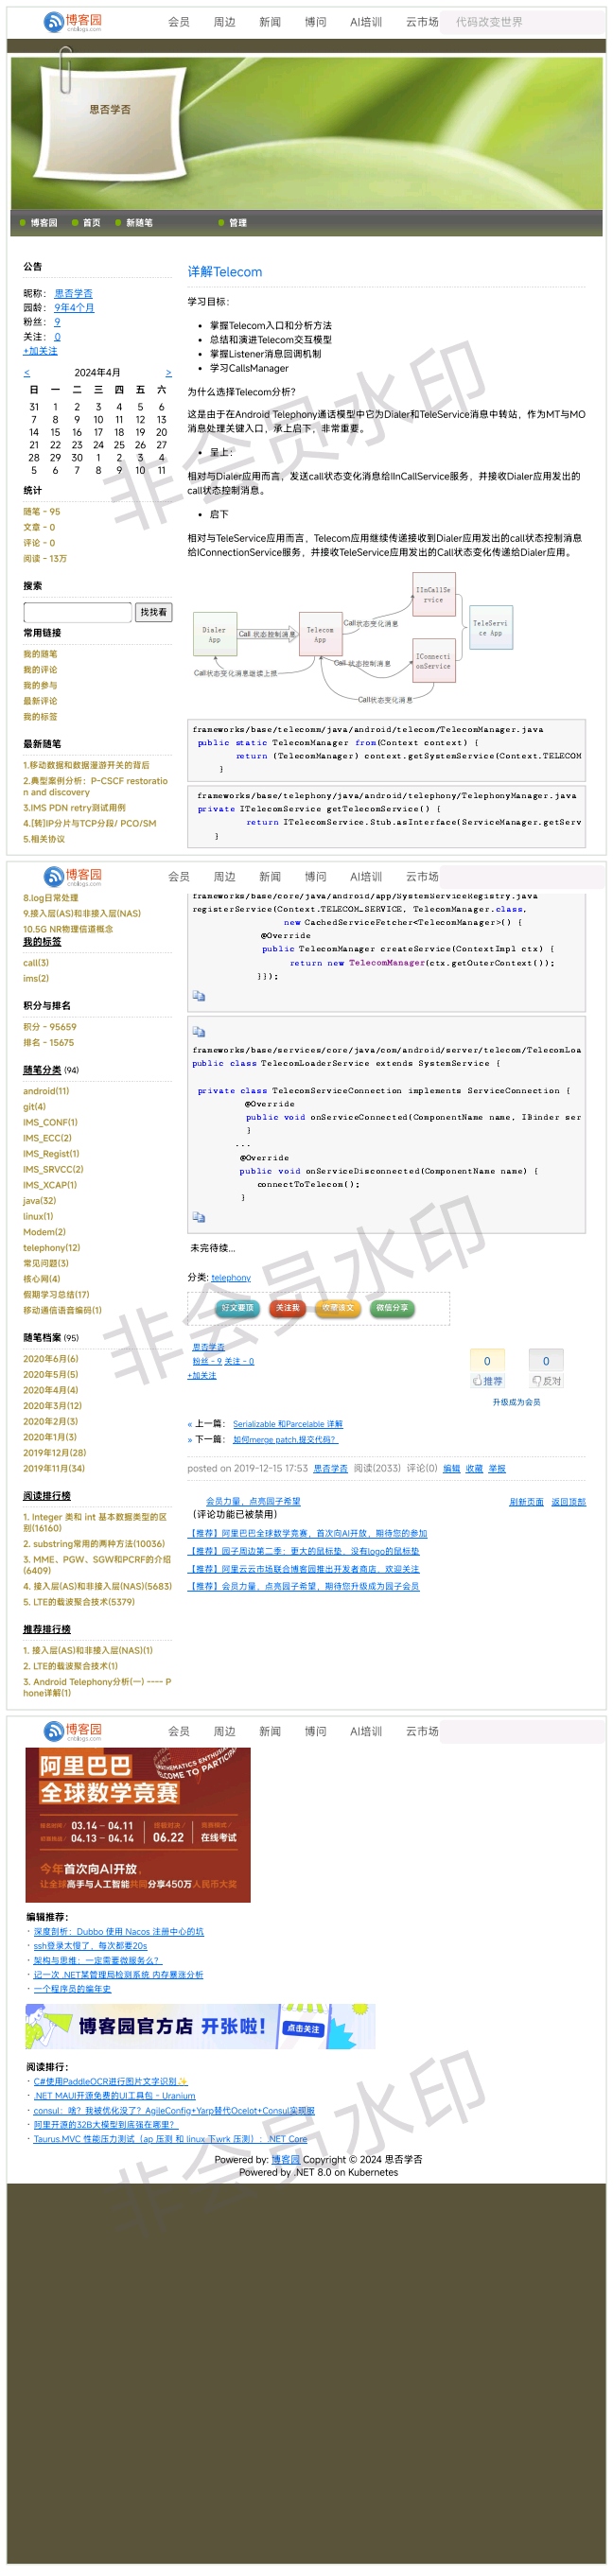 博客园
cnblogs.com
会员 周边 新闻 博问 AI培训 云市场 代码改变世界
思否学否
博客园 首页 新随笔 管理
公告
昵称： 思否学否
园龄： 9年4个月
粉丝： 9
关注： 0
+加关注
< 2024年4月 >
日 一 二 三 四 五 六
31 1 2 3 4 5 6
7 8 9 10 11 12 13
14 15 16 17 18 19 20
21 22 23 24 25 26 27
28 29 30 1 2 3 4
5 6 7 8 9 10 11
统计
随笔 - 95
文章 - 0
评论 - 0
阅读 - 13万
搜索
找找看
常用链接
我的随笔
我的评论
我的参与
最新评论
我的标签
最新随笔
1.移动数据和数据漫游开关的背后
2.典型案例分析：P-CSCF restoratio
n and discovery
3.IMS PDN retry测试用例
4.[转]IP分片与TCP分段/ PCO/SM
5.相关协议
详解Telecom
学习目标：
掌握Telecom入口和分析方法
总结和演进Telecom交互模型
掌握Listener消息回调机制
学习CallsManager
为什么选择Telecom分析？
这是由于在Android Telephony通话模型中它为Dialer和TeleService消息中转站，作为MT与MO
消息处理关键入口，承上启下，非常重要。
呈上：
相对与Dialer应用而言，发送call状态变化消息给IInCallService服务，并接收Dialer应用发出的
call状态控制消息。
启下
相对与TeleService应用而言，Telecom应用继续传递接收到Dialer应用发出的call状态控制消息
给IConnectionService服务，并接收TeleService应用发出的Call状态变化传递给Dialer应用。
Dialer
App
Call 状态控制消息
Telecom
App
Call状态变化消息
IInCallSe
rvice
TeleServi
ce App
Call 状态控制消息
IConnecti
onService
Call状态变化消息继续上抛
Call状态变化消息
frameworks/base/telecomm/java/android/telecom/TelecomManager.java
public static TelecomManager from(Context context) {
return (TelecomManager) context.getSystemService(Context.TELECOM
}
frameworks/base/telephony/java/android/telephony/TelephonyManager.java
private ITelecomService getTelecomService() {
return ITelecomService.Stub.asInterface(ServiceManager.getServ
}
非会员水印
博客园
cnblogs.com
会员 周边 新闻 博问 AI培训 云市场
8.log日常处理
9.接入层(AS)和非接入层(NAS)
10.5G NR物理信道概念
我的标签
call(3)
ims(2)
积分与排名
积分 - 95659
排名 - 15675
随笔分类 (94)
android(11)
git(4)
IMS_CONF(1)
IMS_ECC(2)
IMS_Regist(1)
IMS_SRVCC(2)
IMS_XCAP(1)
java(32)
linux(1)
Modem(2)
telephony(12)
常见问题(3)
核心网(4)
假期学习总结(17)
移动通信语音编码(1)
随笔档案 (95)
2020年6月(6)
2020年5月(5)
2020年4月(4)
2020年3月(12)
2020年2月(3)
2020年1月(3)
2019年12月(28)
2019年11月(34)
阅读排行榜
1. Integer 类和 int 基本数据类型的区
别(16160)
2. substring常用的两种方法(10036)
3. MME、PGW、SGW和PCRF的介绍
(6409)
4. 接入层(AS)和非接入层(NAS)(5683)
5. LTE的载波聚合技术(5379)
推荐排行榜
1. 接入层(AS)和非接入层(NAS)(1)
2. LTE的载波聚合技术(1)
3. Android Telephony分析(一) ---- P
hone详解(1)
frameworks/base/core/java/android/app/SystemServiceRegistry.java
registerService(Context.TELECOM_SERVICE, TelecomManager.class,
new CachedServiceFetcher<TelecomManager>() {
@Override
public TelecomManager createService(ContextImpl ctx) {
return new TelecomManager(ctx.getOuterContext());
}});
frameworks/base/services/core/java/com/android/server/telecom/TelecomLoa
public class TelecomLoaderService extends SystemService {
private class TelecomServiceConnection implements ServiceConnection {
@Override
public void onServiceConnected(ComponentName name, IBinder ser
}
...
@Override
public void onServiceDisconnected(ComponentName name) {
connectToTelecom();
}
未完待续...
分类: telephony
好文要顶 关注我 收藏该文 微信分享
思否学否
粉丝 - 9 关注 - 0
+加关注
0 0
推荐 反对
升级成为会员
« 上一篇： Serializable 和Parcelable 详解
» 下一篇： 如何merge patch,提交代码?
posted on 2019-12-15 17:53 思否学否 阅读(2033) 评论(0) 编辑 收藏 举报
会员力量，点亮园子希望 刷新页面 返回顶部
（评论功能已被禁用）
【推荐】阿里巴巴全球数学竞赛，首次向AI开放，期待您的参加
【推荐】园子周边第二季：更大的鼠标垫，没有logo的鼠标垫
【推荐】阿里云云市场联合博客园推出开发者商店，欢迎关注
【推荐】会员力量，点亮园子希望，期待您升级成为园子会员
非会员水印
博客园
cnblogs.com
会员 周边 新闻 博问 AI培训 云市场
阿里巴巴
全球数学竞赛
MATHEMATICS ENTHUSIASTS
COME TO PARTICIPATE
03.14 — 04.11
04.13 — 04.14
06.22
在线考试
今年首次向AI开放，
让全球高手与人工智能共同分享450万人民币大奖
编辑推荐：
· 深度剖析：Dubbo 使用 Nacos 注册中心的坑
· ssh登录太慢了，每次都要20s
· 架构与思维：一定需要微服务么？
· 记一次 .NET某管理局检测系统 内存暴涨分析
· 一个程序员的编年史
博客园官方店 开张啦！ 点击关注
阅读排行：
· C#使用PaddleOCR进行图片文字识别✨
· .NET MAUI开源免费的UI工具包 - Uranium
· consul：啥？我被优化没了？AgileConfig+Yarp替代Ocelot+Consul实现服
· 阿里开源的32B大模型到底强在哪里？
· Taurus.MVC 性能压力测试（ap 压测 和 linux 下wrk 压测）：.NET Core
Powered by: 博客园 Copyright © 2024 思否学否
Powered by .NET 8.0 on Kubernetes
非会员水印